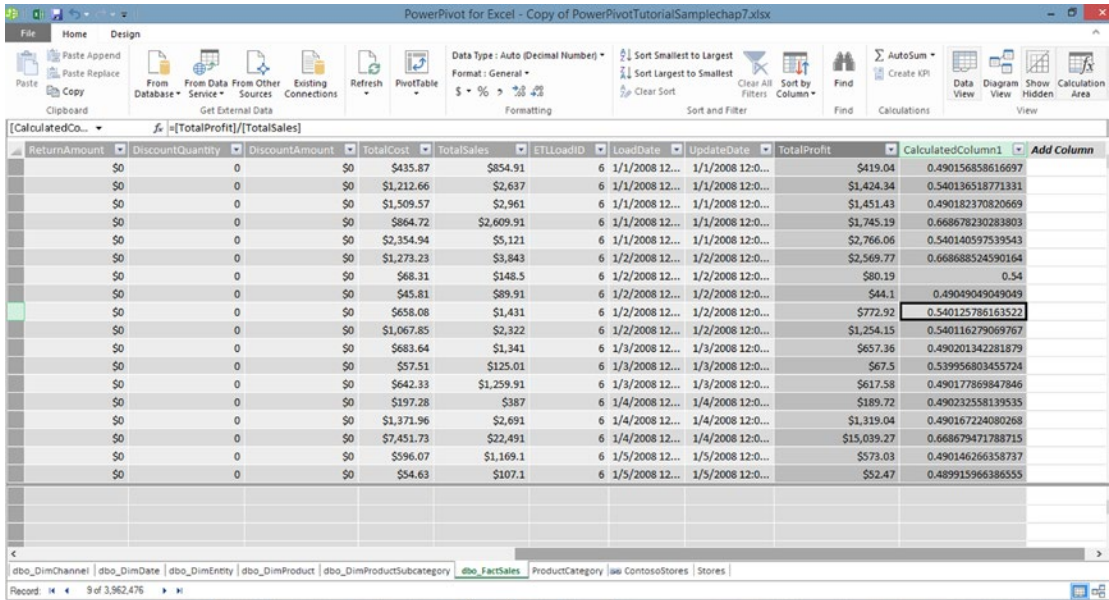 PowerPivot for Excel - Copy of PowerPivotTutorialSamplechap7.xlsx
File Home Design
Paste
Paste Append
Paste Replace
Copy
Clipboard
From Database
From Data Service
From Other Sources
Existing Connections
Get External Data
Refresh
PivotTable
Data Type : Auto (Decimal Number)
Format : General
$ % , .00 .00
Formatting
Sort Smallest to Largest
Sort Largest to Smallest
Clear Sort
Clear All Filters
Sort by Column
Sort and Filter
Find
Find
AutoSum
Create KPI
Calculations
Data View
Diagram View
Show Hidden
Calculation Area
View
[CalculatedCo... fx =[TotalProfit]/[TotalSales]
ReturnAmount DiscountQuantity DiscountAmount TotalCost TotalSales ETLLoadID LoadDate UpdateDate TotalProfit CalculatedColumn1 Add Column
$0 0 $0 $435.87 $854.91 6 1/1/2008 12... 1/1/2008 12:0... $419.04 0.490156858616697
$0 0 $0 $1,212.66 $2,637 6 1/1/2008 12... 1/1/2008 12:0... $1,424.34 0.540136518771331
$0 0 $0 $1,509.57 $2,961 6 1/1/2008 12... 1/1/2008 12:0... $1,451.43 0.490182370820669
$0 0 $0 $864.72 $2,609.91 6 1/1/2008 12... 1/1/2008 12:0... $1,745.19 0.668678230283803
$0 0 $0 $2,354.94 $5,121 6 1/1/2008 12... 1/1/2008 12:0... $2,766.06 0.540140597539543
$0 0 $0 $1,273.23 $3,843 6 1/2/2008 12... 1/2/2008 12:0... $2,569.77 0.668688524590164
$0 0 $0 $68.31 $148.5 6 1/2/2008 12... 1/2/2008 12:0... $80.19 0.54
$0 0 $0 $45.81 $89.91 6 1/2/2008 12... 1/2/2008 12:0... $44.1 0.49049049049049
$0 0 $0 $658.08 $1,431 6 1/2/2008 12... 1/2/2008 12:0... $772.92 0.540125786163522
$0 0 $0 $1,067.85 $2,322 6 1/2/2008 12... 1/2/2008 12:0... $1,254.15 0.540116279069767
$0 0 $0 $683.64 $1,341 6 1/3/2008 12... 1/3/2008 12:0... $657.36 0.490201342281879
$0 0 $0 $57.51 $125.01 6 1/3/2008 12... 1/3/2008 12:0... $67.5 0.539956803455724
$0 0 $0 $642.33 $1,259.91 6 1/3/2008 12... 1/3/2008 12:0... $617.58 0.490177869847846
$0 0 $0 $197.28 $387 6 1/4/2008 12... 1/4/2008 12:0... $189.72 0.490232558139535
$0 0 $0 $1,371.96 $2,691 6 1/4/2008 12... 1/4/2008 12:0... $1,319.04 0.490167224080268
$0 0 $0 $7,451.73 $22,491 6 1/4/2008 12... 1/4/2008 12:0... $15,039.27 0.668679471788715
$0 0 $0 $596.07 $1,169.1 6 1/5/2008 12... 1/5/2008 12:0... $573.03 0.490146266358737
$0 0 $0 $54.63 $107.1 6 1/5/2008 12... 1/5/2008 12:0... $52.47 0.489915966386555
dbo_DimChannel dbo_DimDate dbo_DimEntity dbo_DimProduct dbo_DimProductSubcategory dbo_FactSales ProductCategory ContosoStores Stores
Record: 9 of 3,962,476